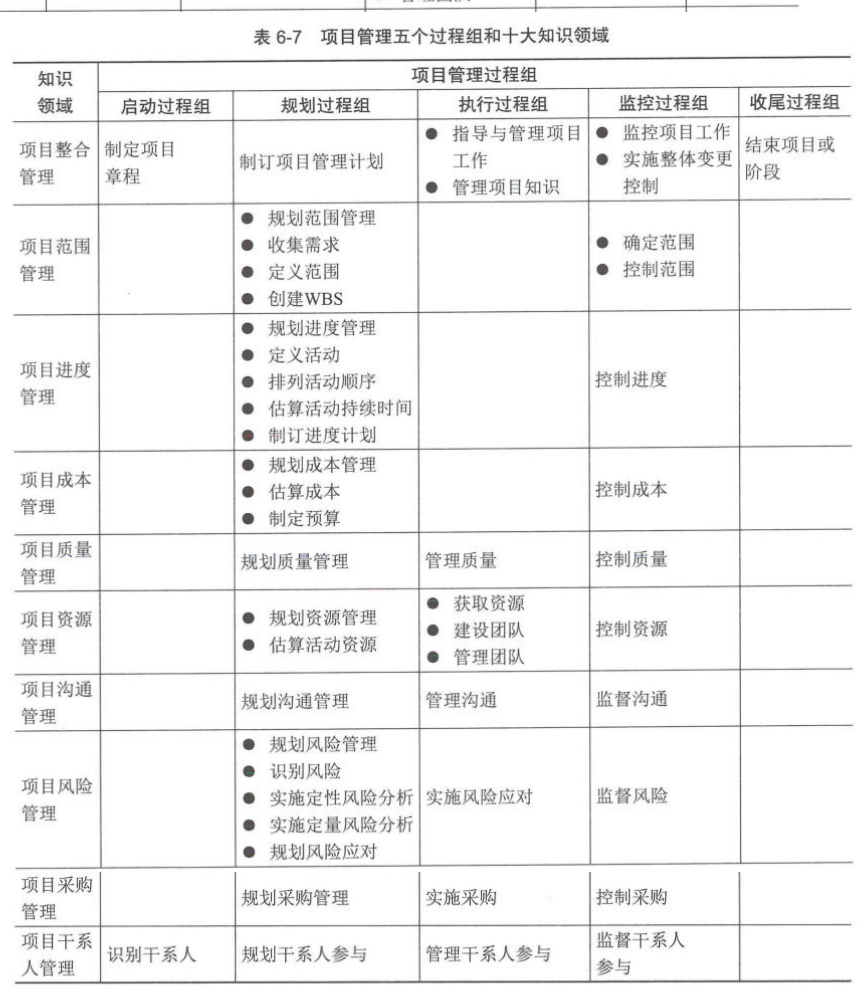 表 6-7 项目管理五个过程组和十大知识领域
知识
领域
项目管理过程组
启动过程组 规划过程组 执行过程组 监控过程组 收尾过程组
项目整合
管理
制定项目
章程
制订项目管理计划
● 指导与管理项目
工作
● 管理项目知识
● 监控项目工作
● 实施整体变更
控制
结束项目或
阶段
项目范围
管理
● 规划范围管理
● 收集需求
● 定义范围
● 创建WBS
● 确定范围
● 控制范围
项目进度
管理
● 规划进度管理
● 定义活动
● 排列活动顺序
● 估算活动持续时间
● 制订进度计划
控制进度
项目成本
管理
● 规划成本管理
● 估算成本
● 制定预算
控制成本
项目质量
管理
规划质量管理
管理质量
控制质量
项目资源
管理
● 规划资源管理
● 估算活动资源
● 获取资源
● 建设团队
● 管理团队
控制资源
项目沟通
管理
规划沟通管理
管理沟通
监督沟通
项目风险
管理
● 规划风险管理
● 识别风险
● 实施定性风险分析
● 实施定量风险分析
● 规划风险应对
实施风险应对
监督风险
项目采购
管理
规划采购管理
实施采购
控制采购
项目干系
人管理
识别干系人
规划干系人参与
管理干系人参与
监督干系人
参与